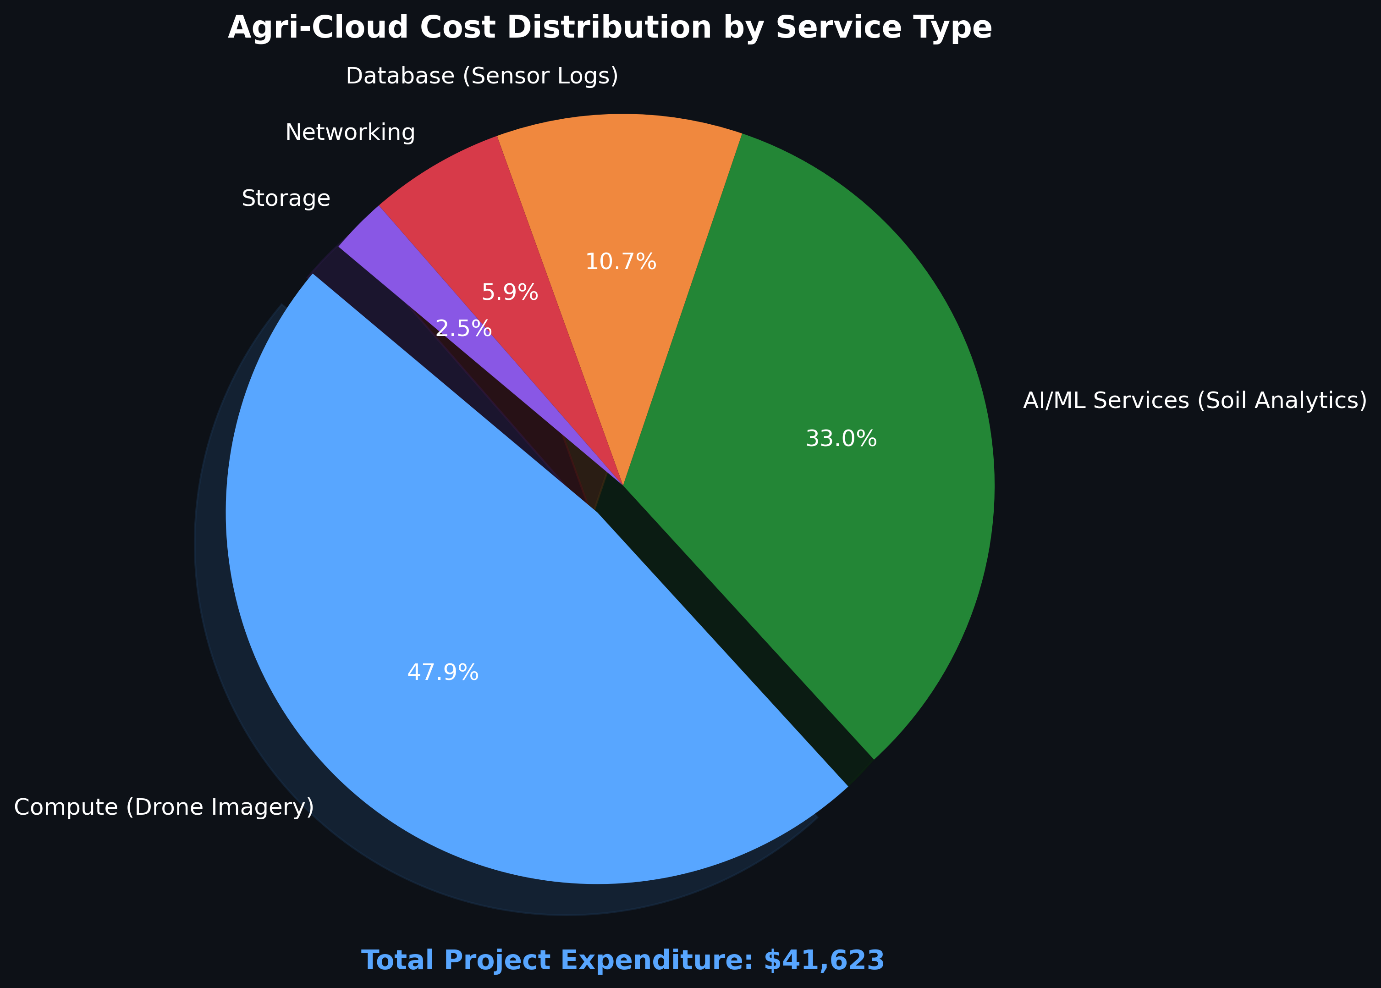 Agri-Cloud Cost Distribution by Service Type
Database (Sensor Logs)
Networking
Storage
10.7%
5.9%
2.5%
AI/ML Services (Soil Analytics)
33.0%
47.9%
Compute (Drone Imagery)
Total Project Expenditure: $41,623